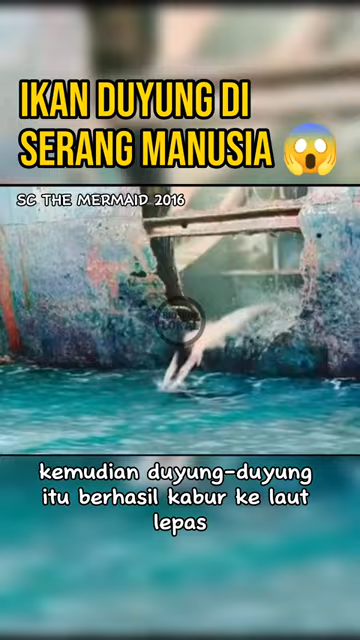 IKAN DUYUNG DI
SERANG MANUSIA
SC THE MERMAID 2016
kemudian duyung-duyung
itu berhasil kabur ke laut
lepas